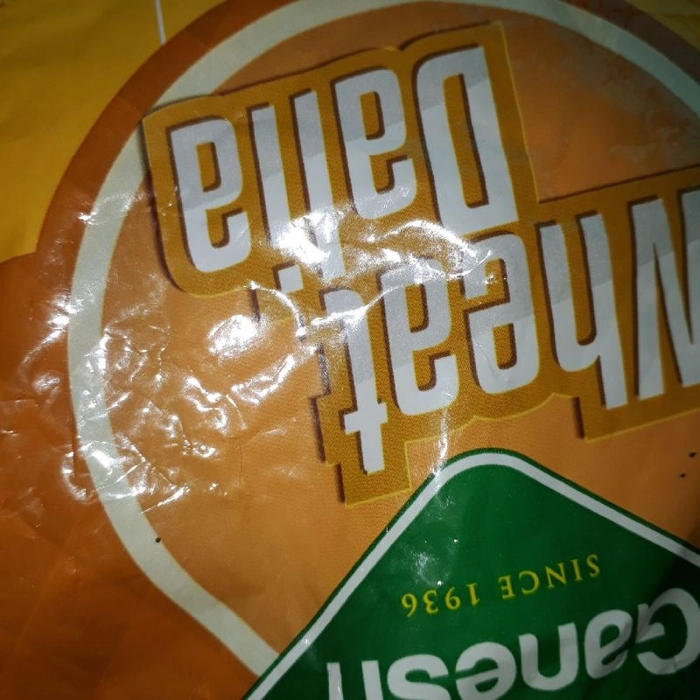 Ganesh
SINCE 1936
Wheat
Dalia